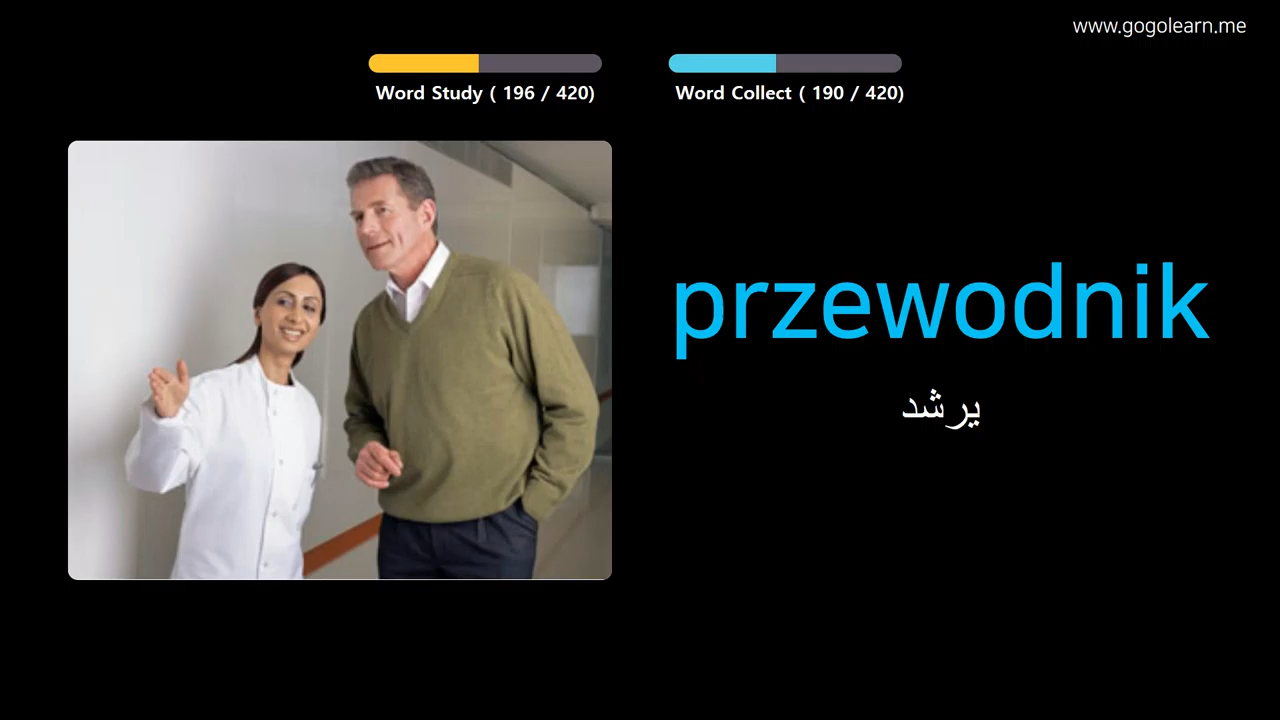 www.gogolearn.me
Word Study ( 196 / 420)
Word Collect ( 190 / 420)
przewodnik
يرشد